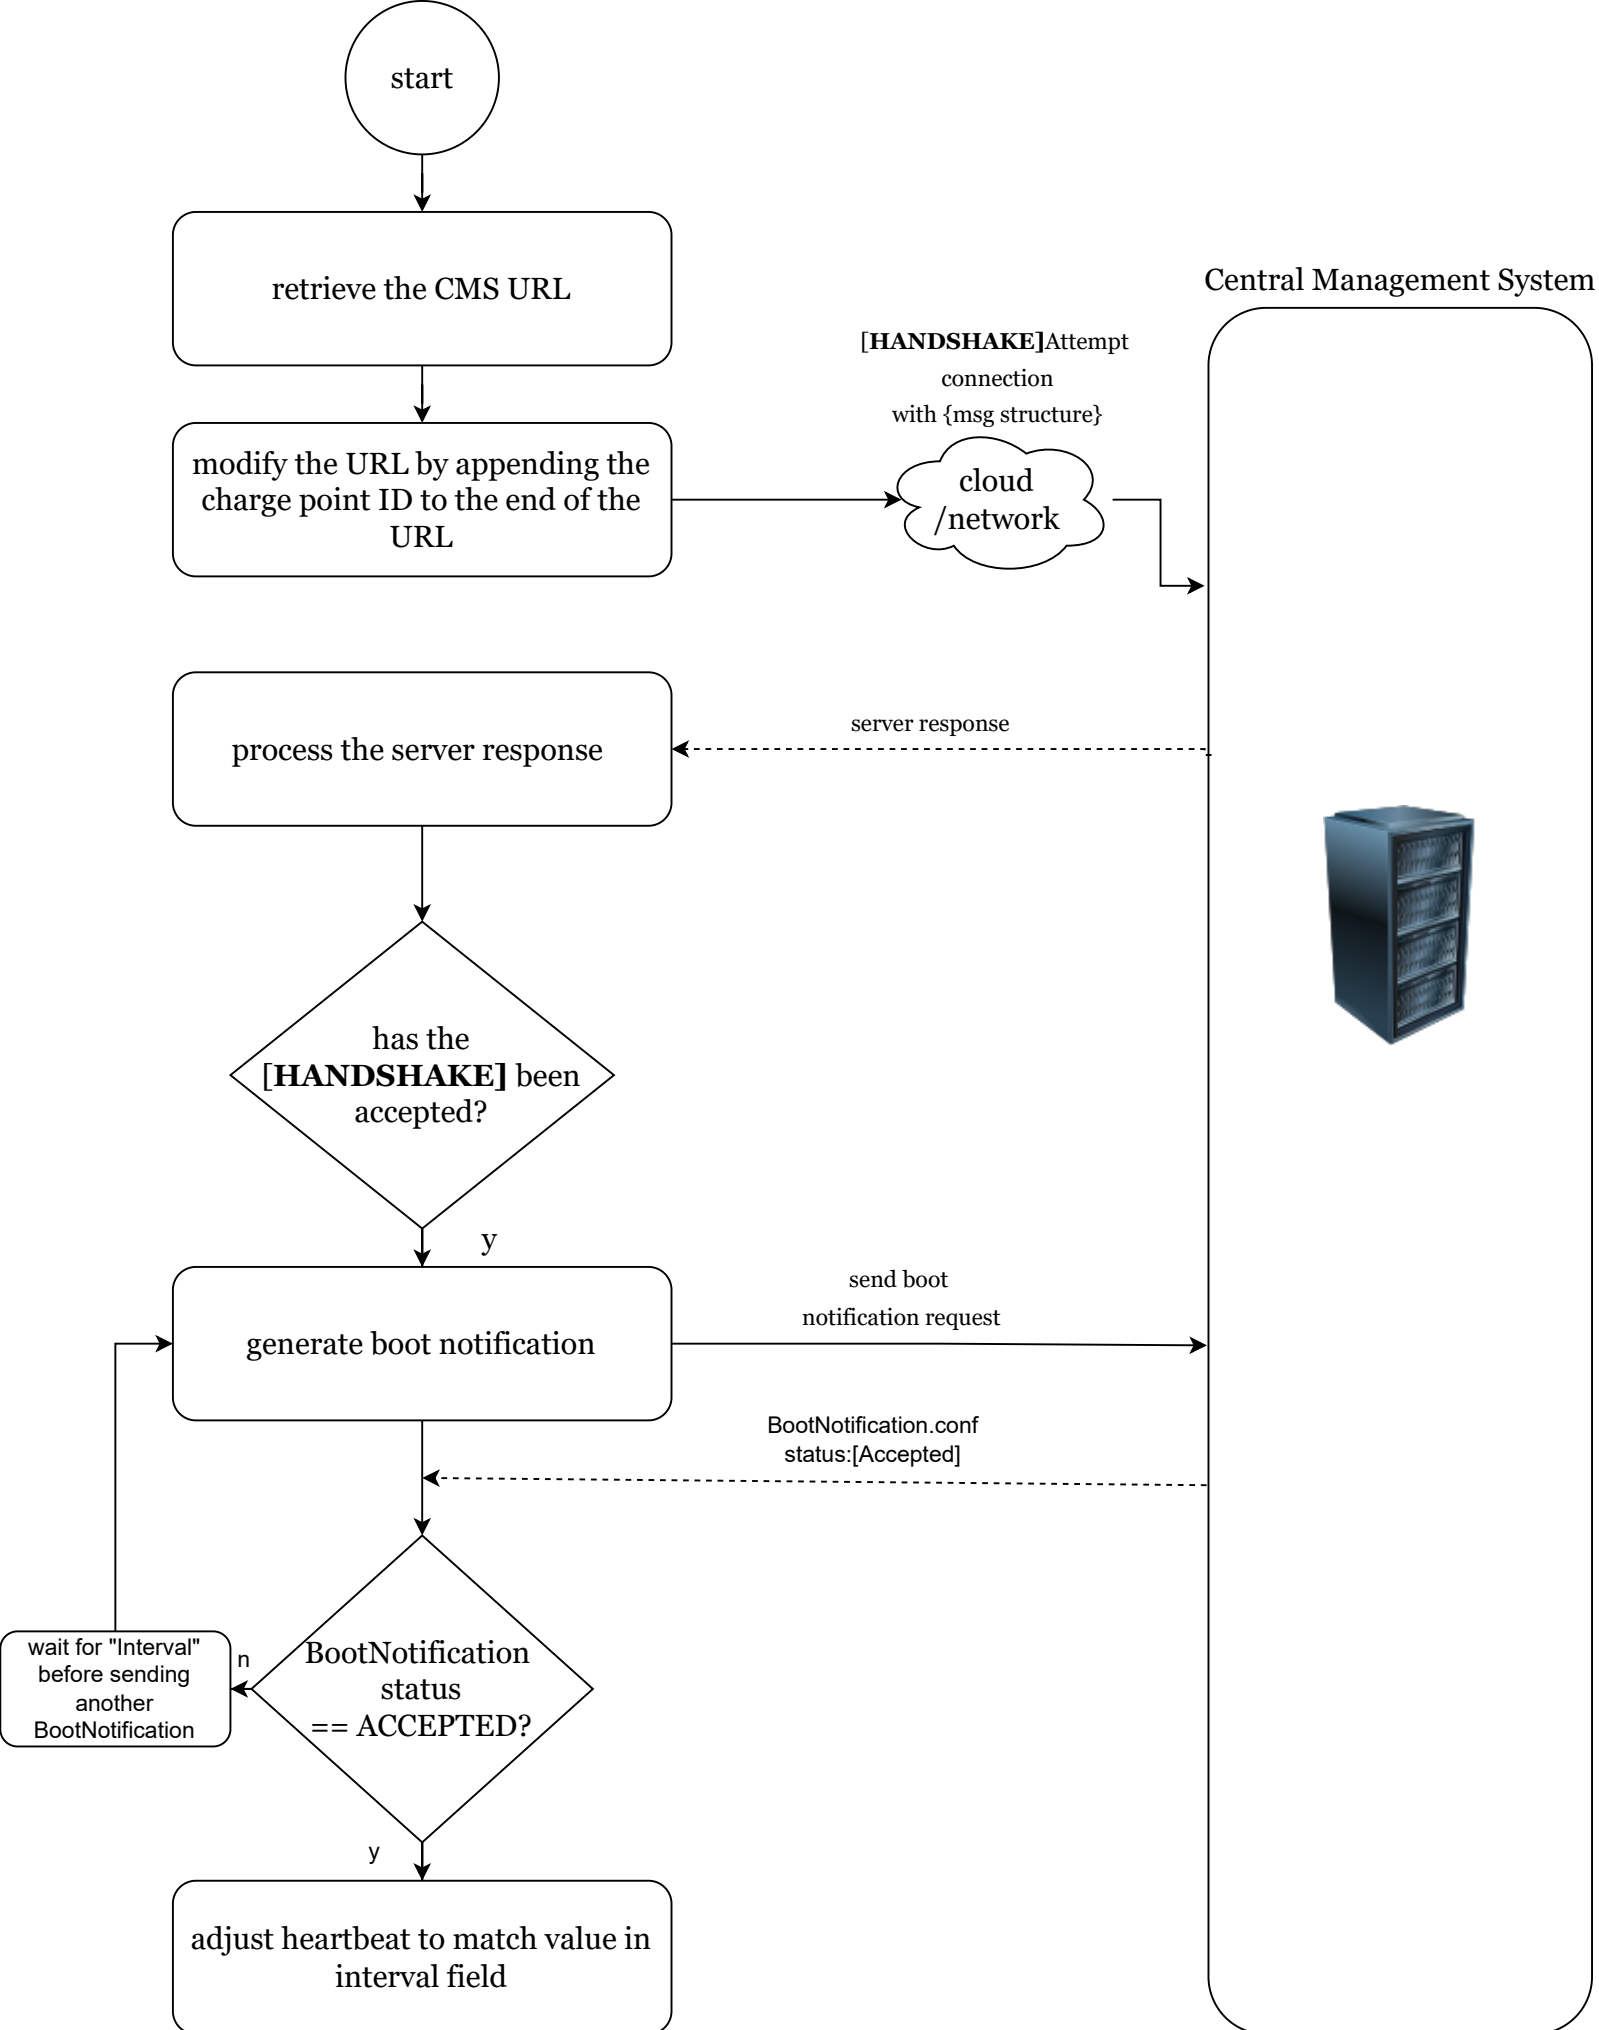 start
retrieve the CMS URL
Central Management System
[HANDSHAKE]Attempt
connection
with {msg structure}
modify the URL by appending the
charge point ID to the end of the
URL
cloud
/network
server response
process the server response
has the
[HANDSHAKE] been
accepted?
y
send boot
notification request
generate boot notification
BootNotification.conf
status:[Accepted]
BootNotification
status
== ACCEPTED?
n
wait for "Interval"
before sending
another
BootNotification
y
adjust heartbeat to match value in
interval field